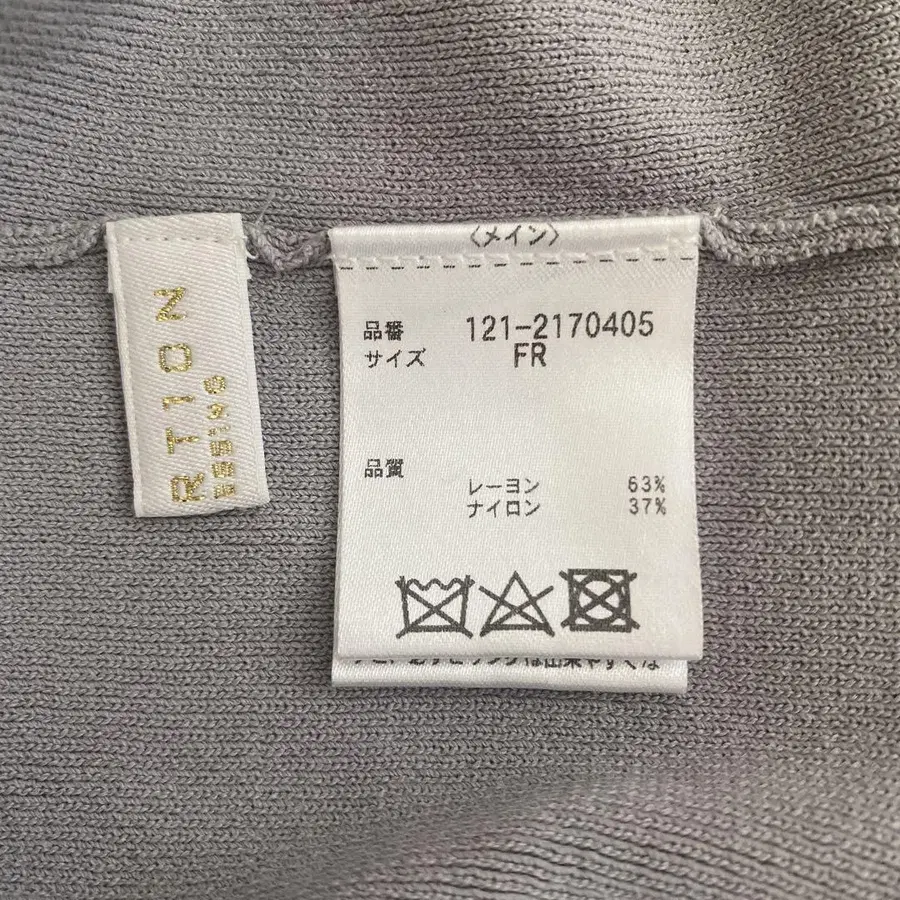 RTION
〈メイン〉
品番 121-2170405
サイズ FR
品質
レーヨン 63%
ナイロン 37%